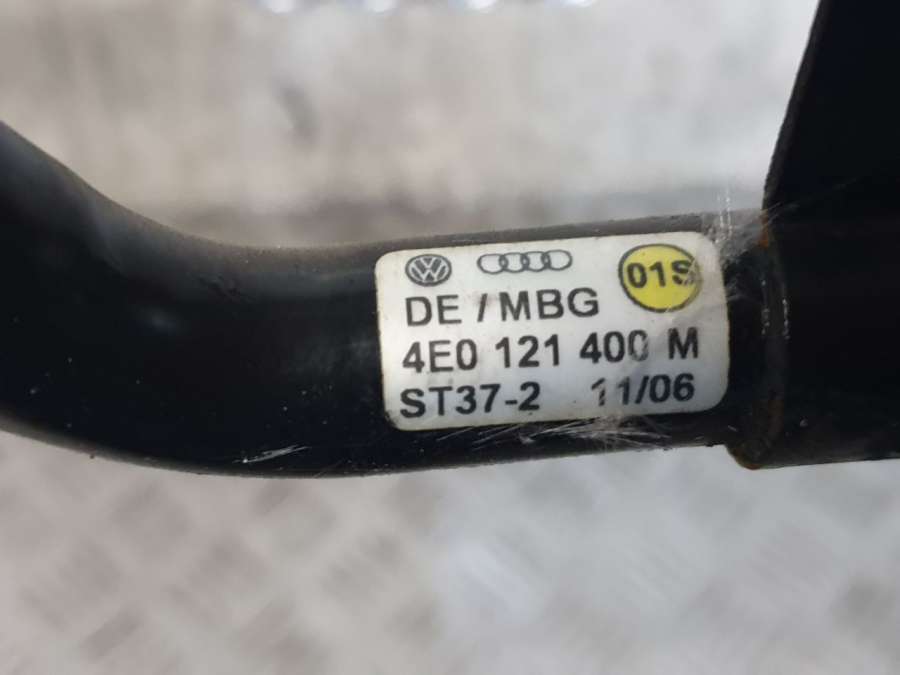 01S
DE / MBG
4E0 121 400 M
ST37-2 11/06